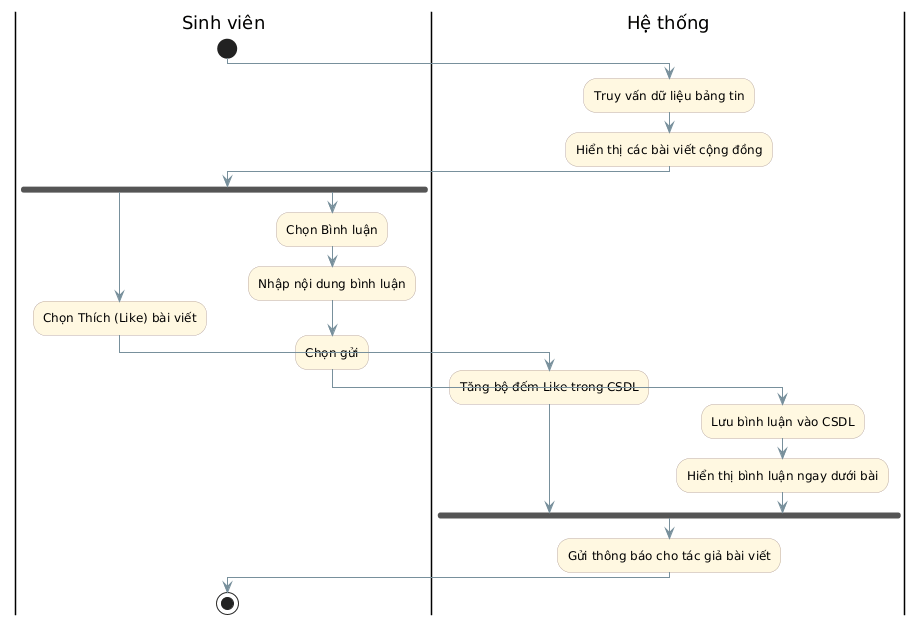 Sinh viên
Hệ thống
Truy vấn dữ liệu bảng tin
Hiển thị các bài viết cộng đồng
Chọn Bình luận
Nhập nội dung bình luận
Chọn Thích (Like) bài viết
Chọn gửi
Tăng bộ đếm Like trong CSDL
Lưu bình luận vào CSDL
Hiển thị bình luận ngay dưới bài
Gửi thông báo cho tác giả bài viết